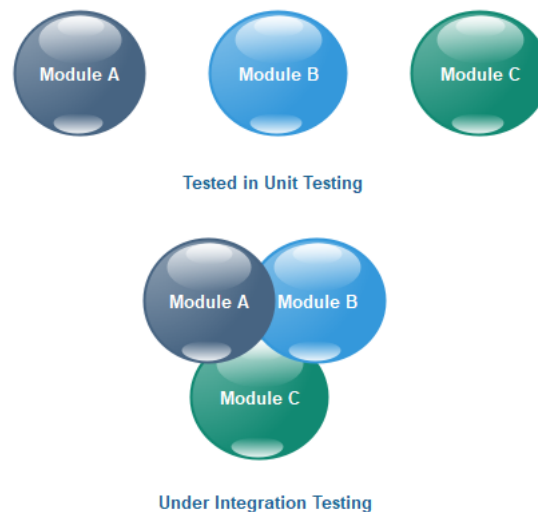 Module A
Module B
Module C
Tested in Unit Testing
Module A
Module B
Module C
Under Integration Testing